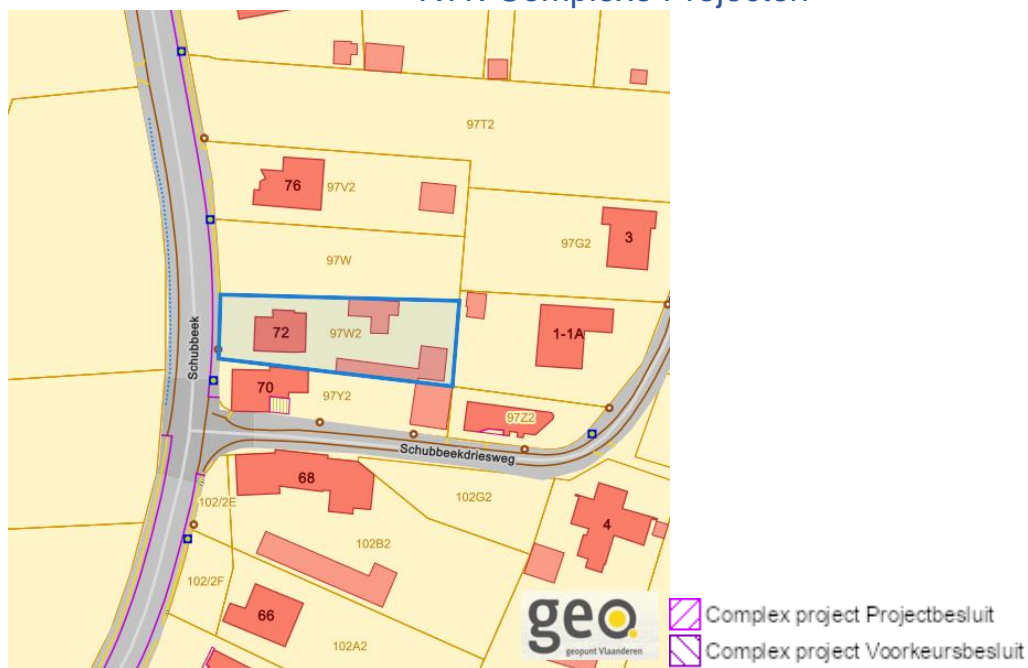 97T2
76
97V2
97G2
3
97W
Schubbeek
72
97W2
1-1A
70
97Y2
97Z2
Schubbeekdriesweg
68
102/2E
102G2
4
102B2
102/2F
66
102A2
geo
geopunt Vlaanderen
Complex project Projectbesluit
Complex project Voorkeursbesluit